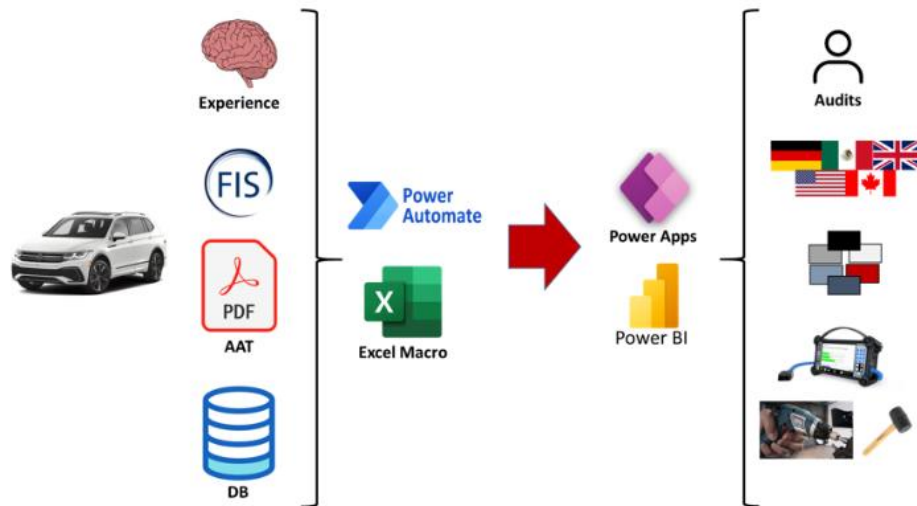 Experience
FIS
PDF
AAT
DB
Power
Automate
X
Excel Macro
Power Apps
Power BI
Audits